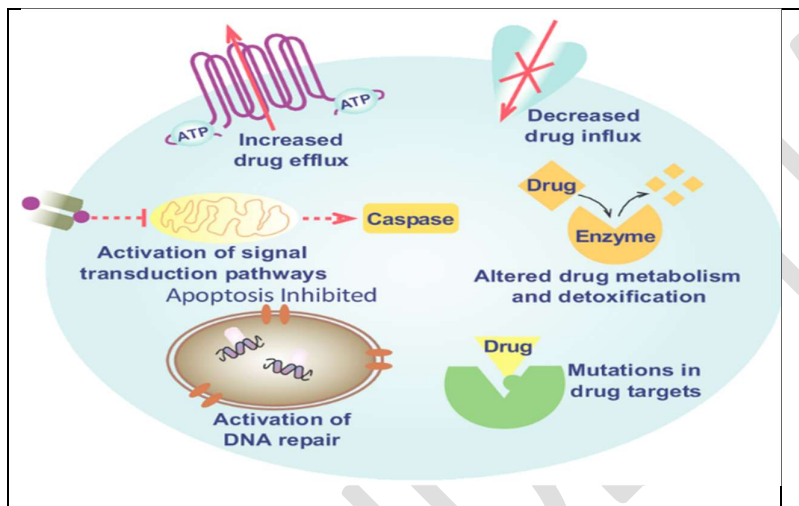 ATP
ATP
Increased
drug efflux
Decreased
drug influx
Drug
Enzyme
Caspase
Activation of signal
transduction pathways
Apoptosis Inhibited
Altered drug metabolism
and detoxification
Drug
Mutations in
drug targets
Activation of
DNA repair